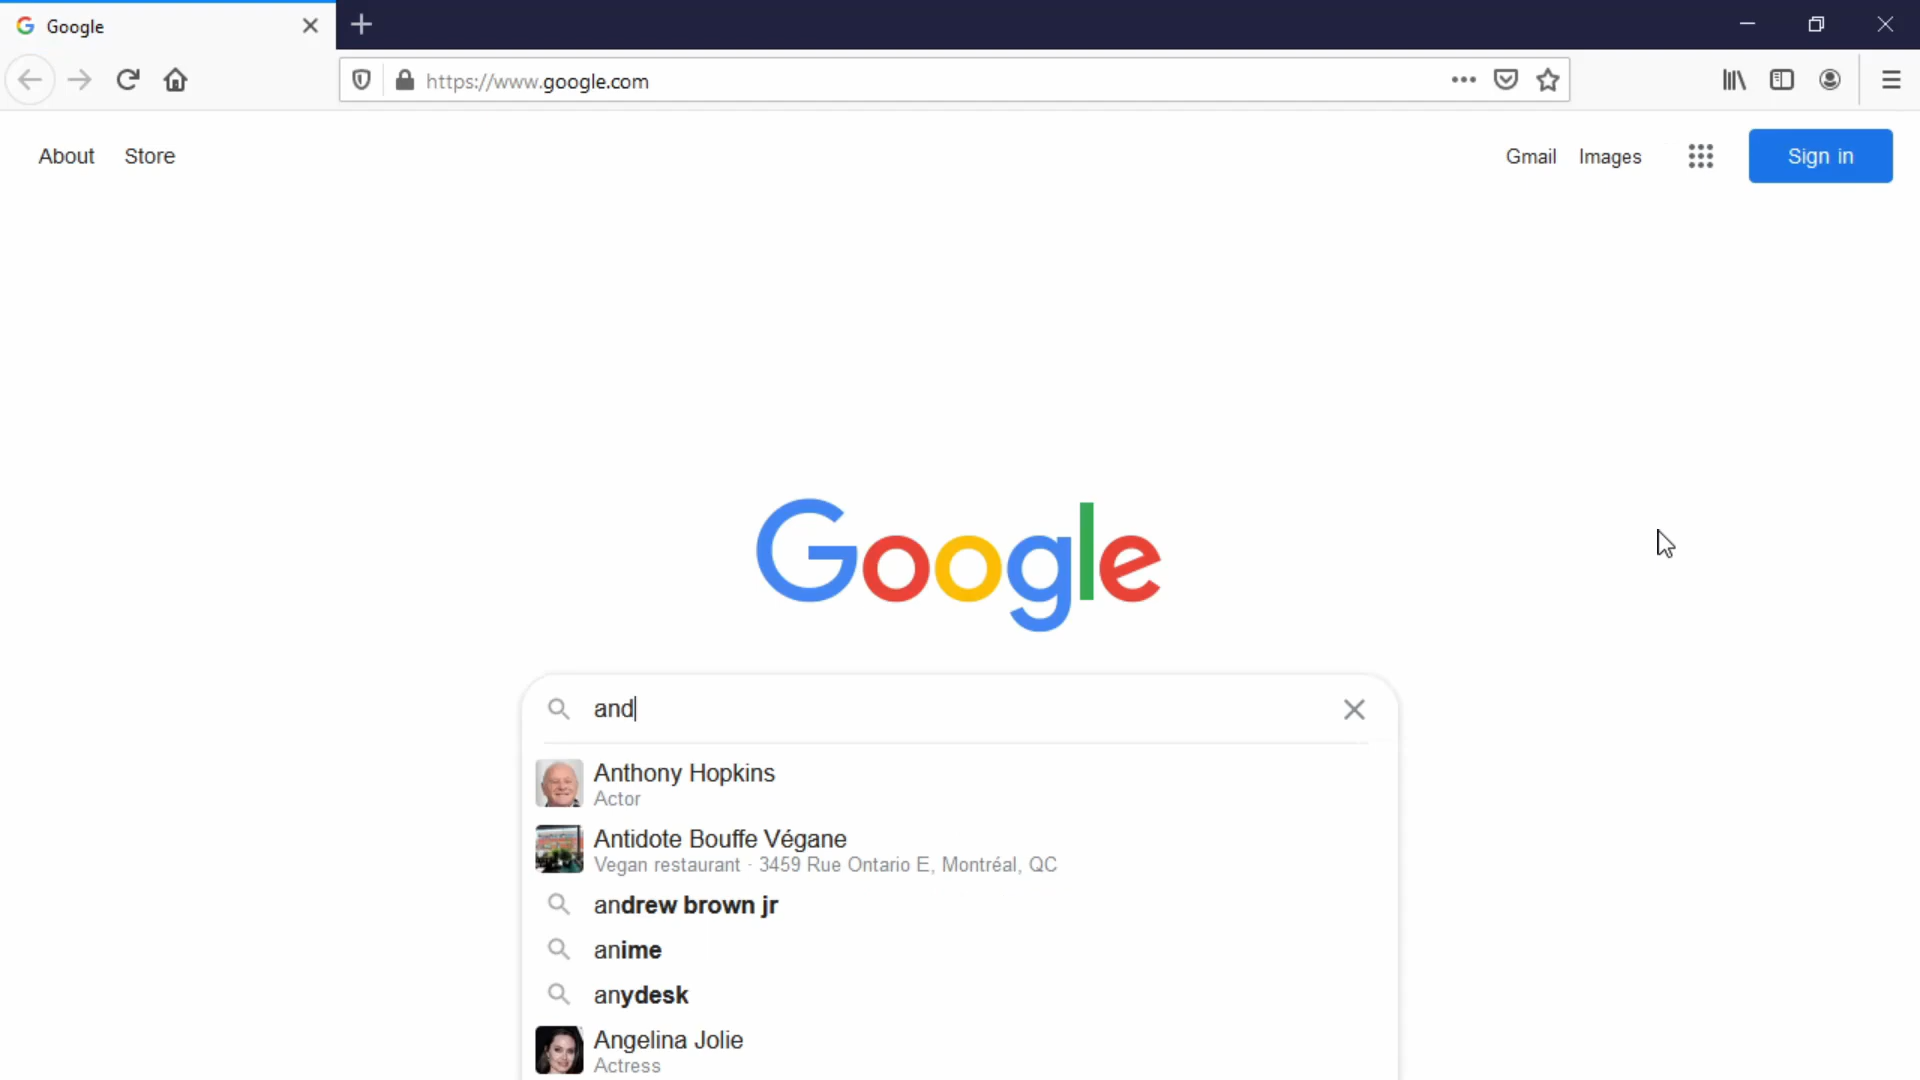 Google
https://www.google.com
About Store
Gmail Images Sign in
Google
and
Anthony Hopkins
Actor
Antidote Bouffe Végane
Vegan restaurant · 3459 Rue Ontario E, Montréal, QC
andrew brown jr
anime
anydesk
Angelina Jolie
Actress